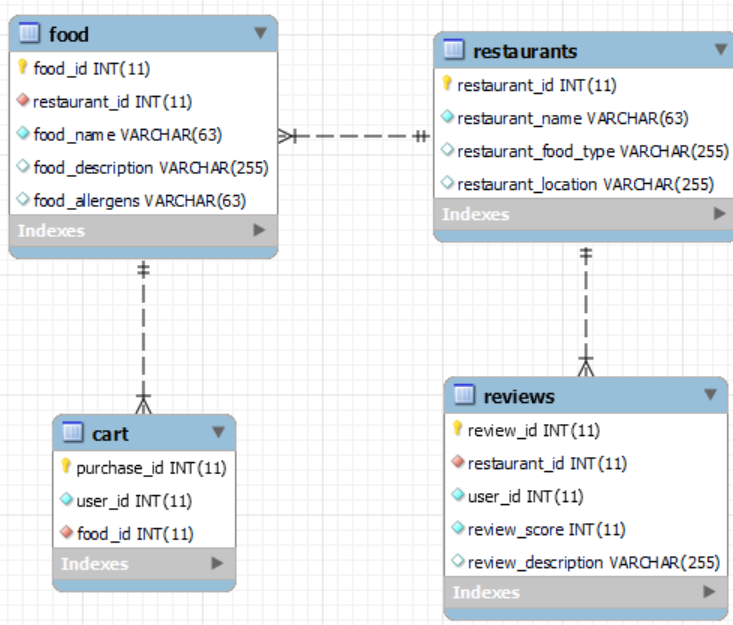 food
food_id INT(11)
restaurant_id INT(11)
food_name VARCHAR(63)
food_description VARCHAR(255)
food_allergens VARCHAR(63)
Indexes
restaurants
restaurant_id INT(11)
restaurant_name VARCHAR(63)
restaurant_food_type VARCHAR(255)
restaurant_location VARCHAR(255)
Indexes
cart
purchase_id INT(11)
user_id INT(11)
food_id INT(11)
Indexes
reviews
review_id INT(11)
restaurant_id INT(11)
user_id INT(11)
review_score INT(11)
review_description VARCHAR(255)
Indexes